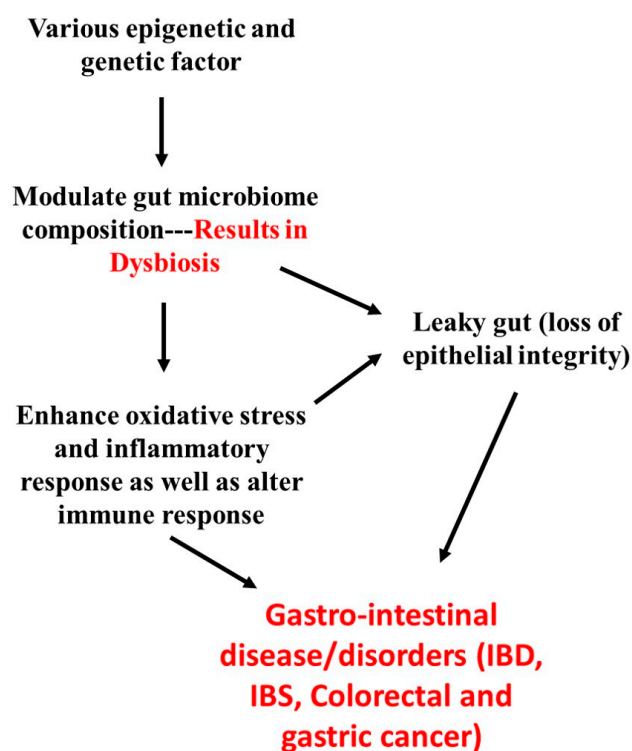 Various epigenetic and
genetic factor
Modulate gut microbiome
composition---Results in
Dysbiosis
Leaky gut (loss of
epithelial integrity)
Enhance oxidative stress
and inflammatory
response as well as alter
immune response
Gastro-intestinal
disease/disorders (IBD,
IBS, Colorectal and
gastric cancer)